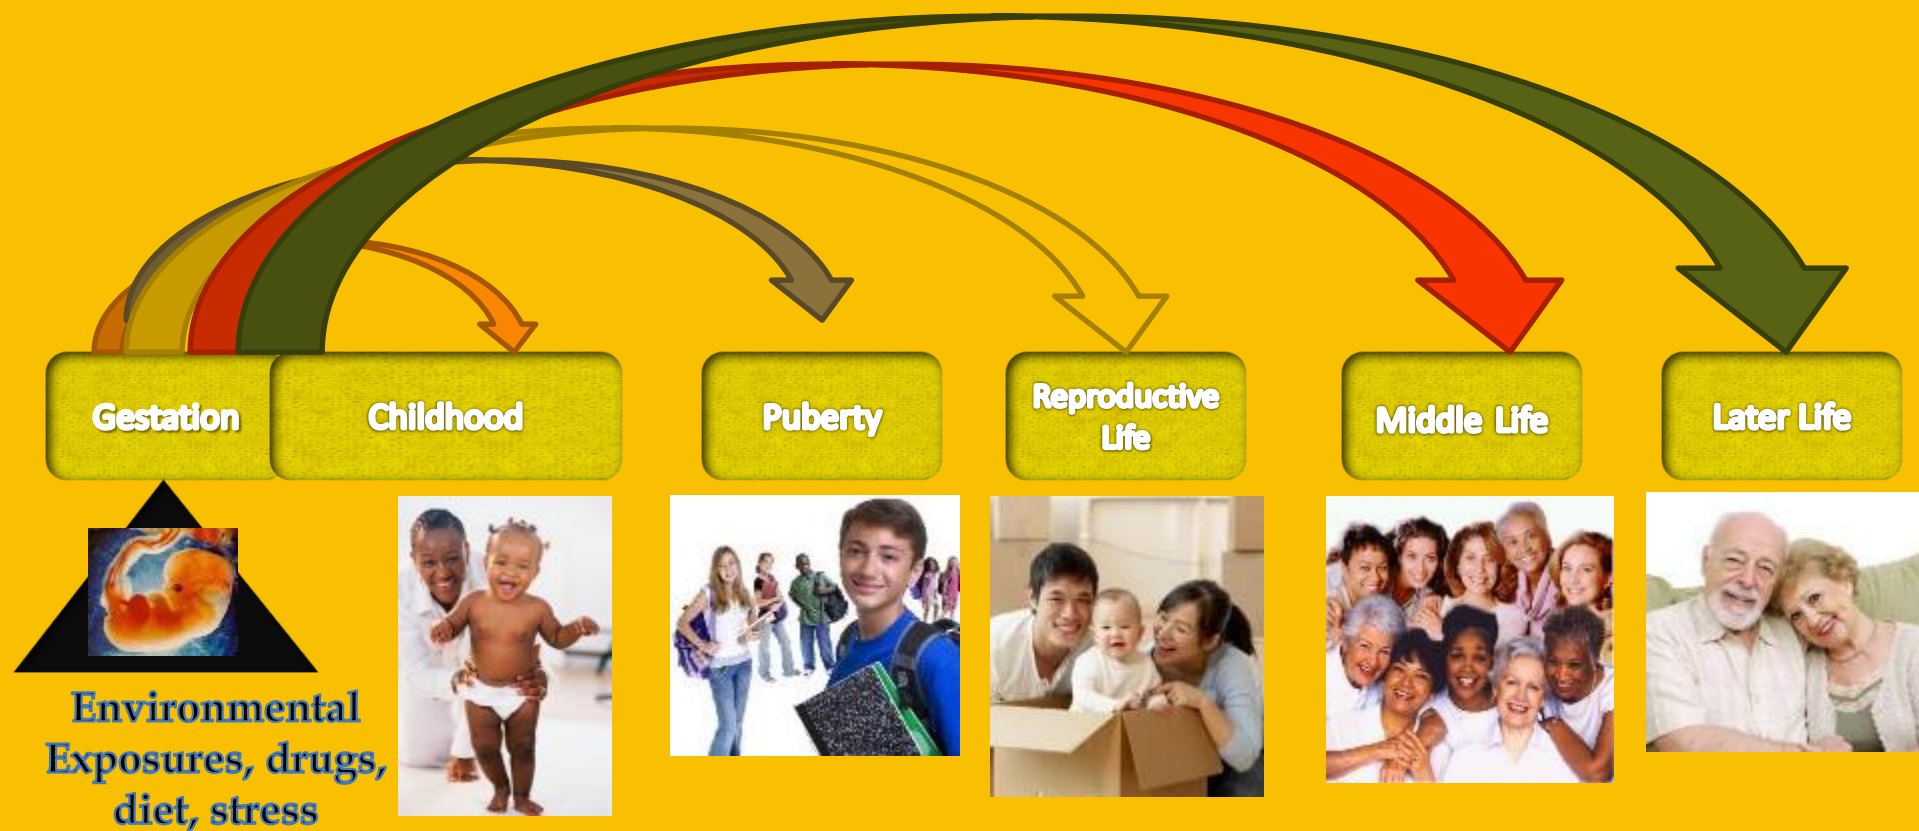 Gestation
Childhood
Puberty
Reproductive
Life
Middle Life
Later Life
Environmental
Exposures, drugs,
diet, stress